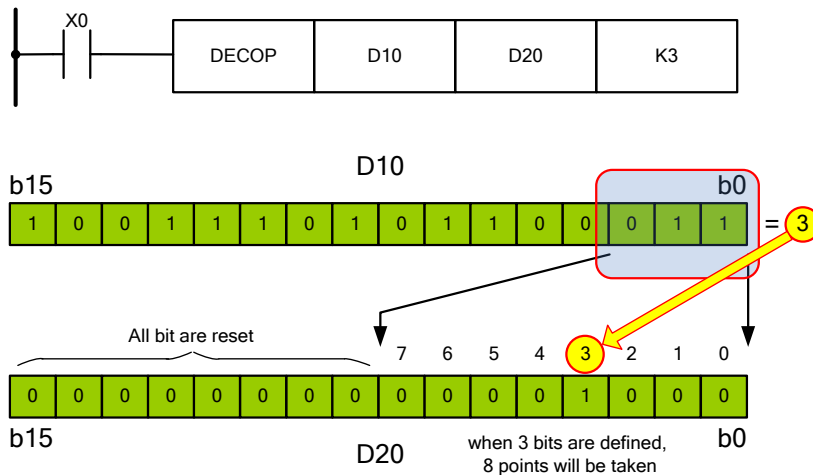 X0
DECOP D10 D20 K3
D10
b15 b0
1 0 0 1 1 1 0 1 0 1 1 0 0 0 1 1 = 3
All bit are reset
7 6 5 4 3 2 1 0
0 0 0 0 0 0 0 0 0 0 0 0 1 0 0 0
b15 b0
D20
when 3 bits are defined,
8 points will be taken